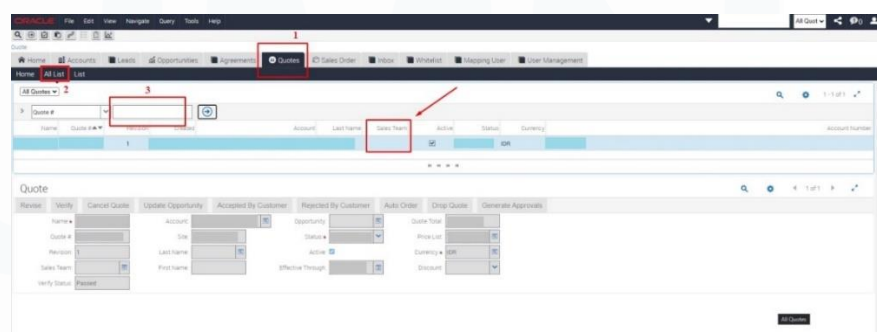 ORACLE File Edit View Navigate Query Tools Help All Quot 0
Quote
1
Home Accounts Leads Opportunities Agreements Quotes Sales Order Inbox Whitelist Mapping User User Management
Home All List List
All Quotes 2 3 1 - 1 of 1
Quote #
Name Quote # Revision Created Account Last Name Sales Team Active Status Currency Account Number
1 IDR
Quote 1 of 1
Revise Verify Cancel Quote Update Opportunity Accepted By Customer Rejected By Customer Auto Order Drop Quote Generate Approvals
Name Account: Opportunity: Quote Total:
Quote #: Site: Status Price List:
Revision: 1 Last Name: Active Currency IDR
Sales Team: First Name: Effective Through: Discount:
Verify Status: Passed
All Quotes